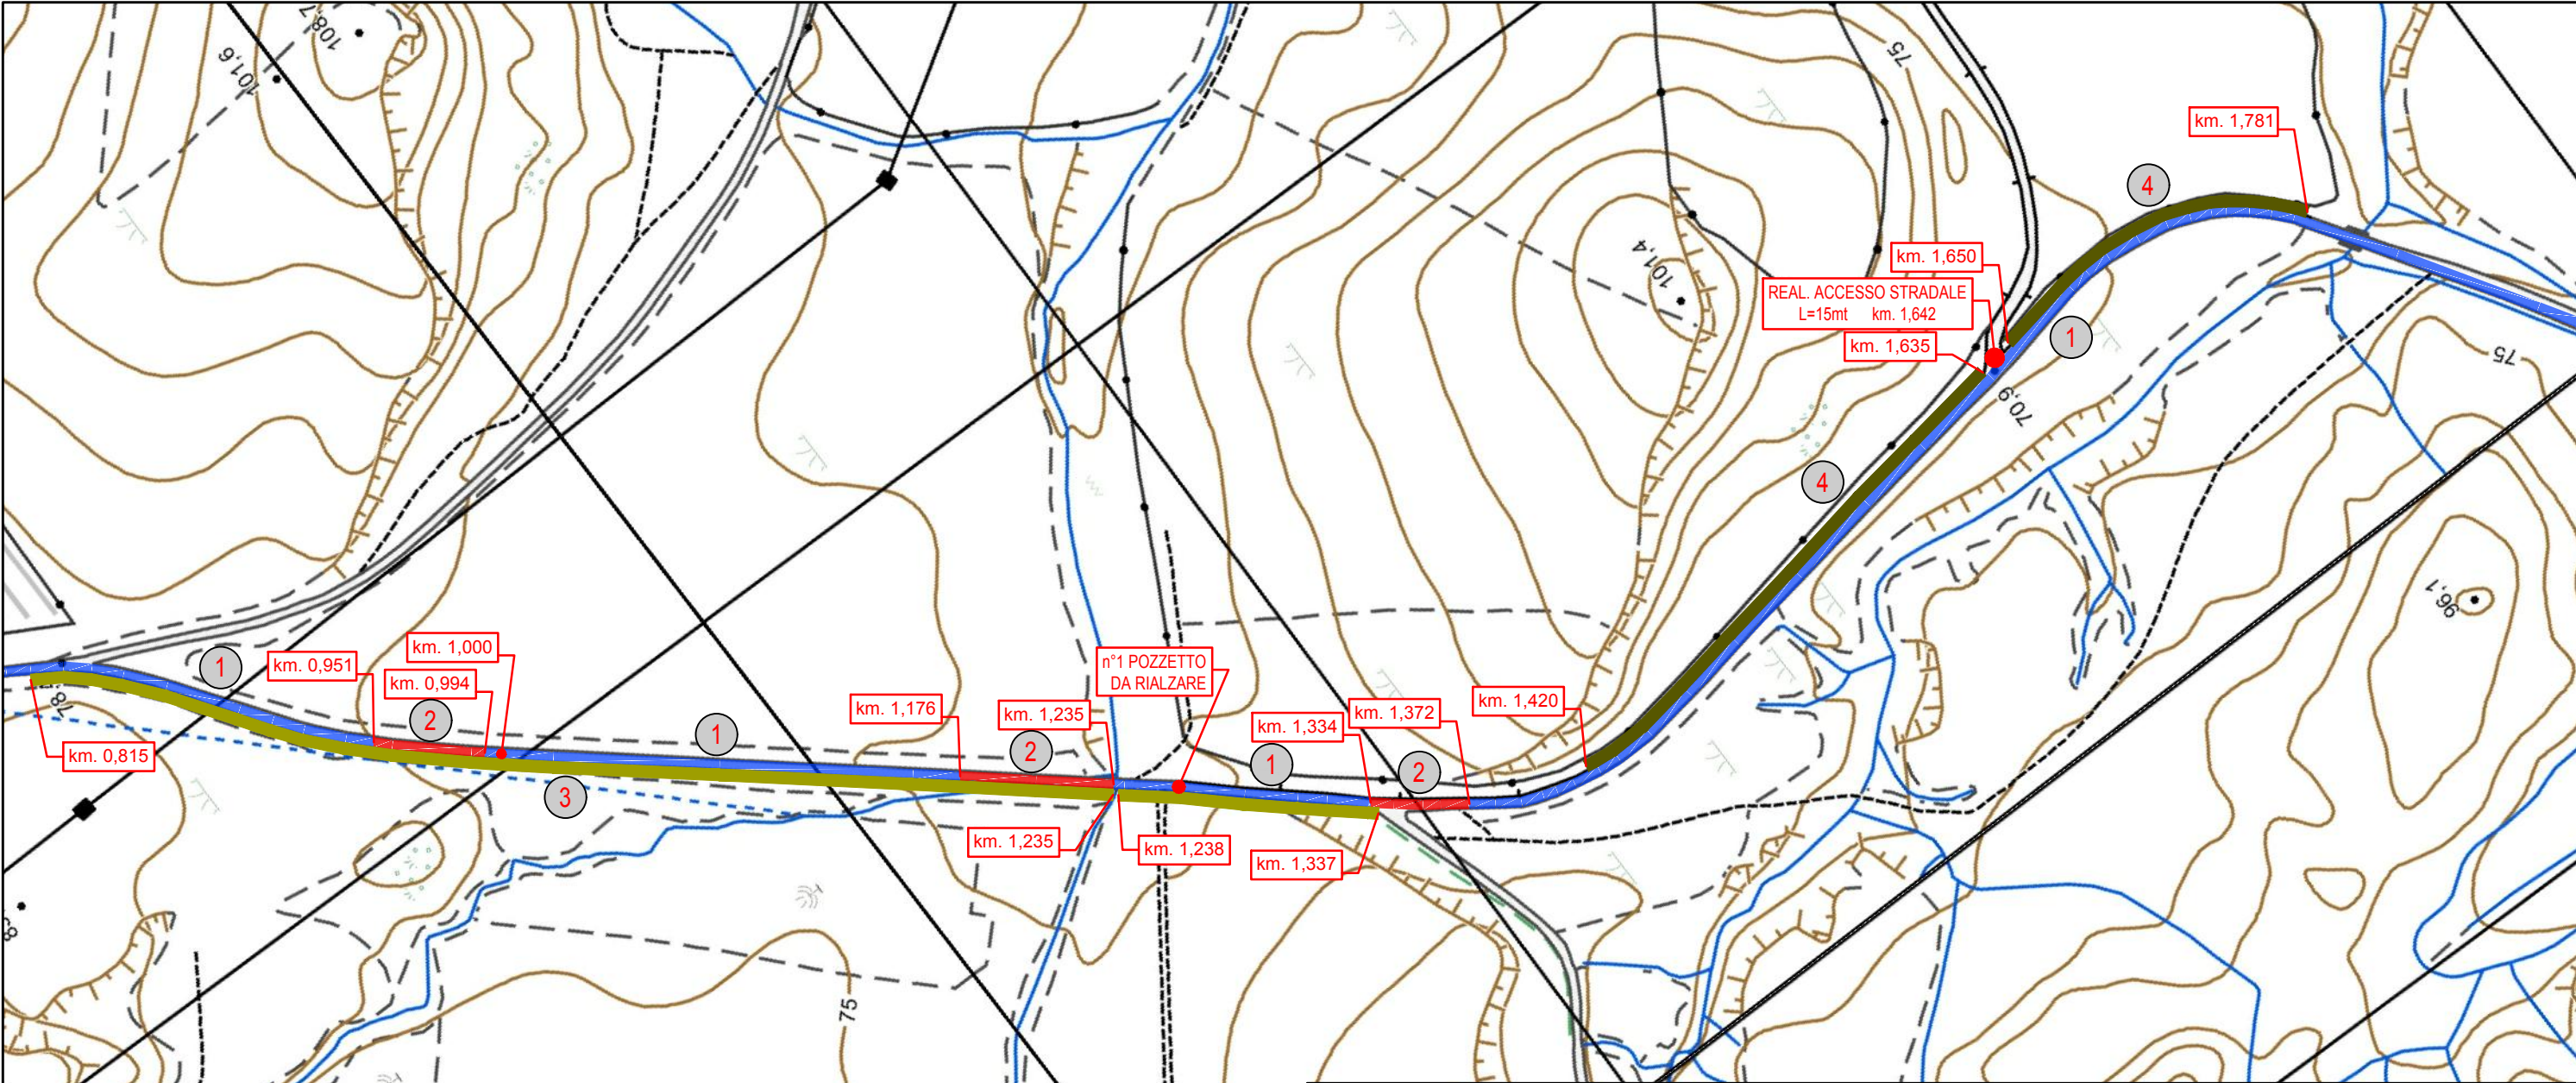 108,7
101,6
75
km. 1,781
4
101,4
km. 1,650
REAL. ACCESSO STRADALE
L=15mt km. 1,642
km. 1,635
1
75
70,9
4
96,1
km. 1,000
1
km. 0,951
km. 0,994
n°1 POZZETTO
DA RIALZARE
78
2
km. 1,176
km. 1,235
km. 1,334
km. 1,372
km. 1,420
1
2
1
2
km. 0,815
3
km. 1,235
km. 1,238
km. 1,337
75